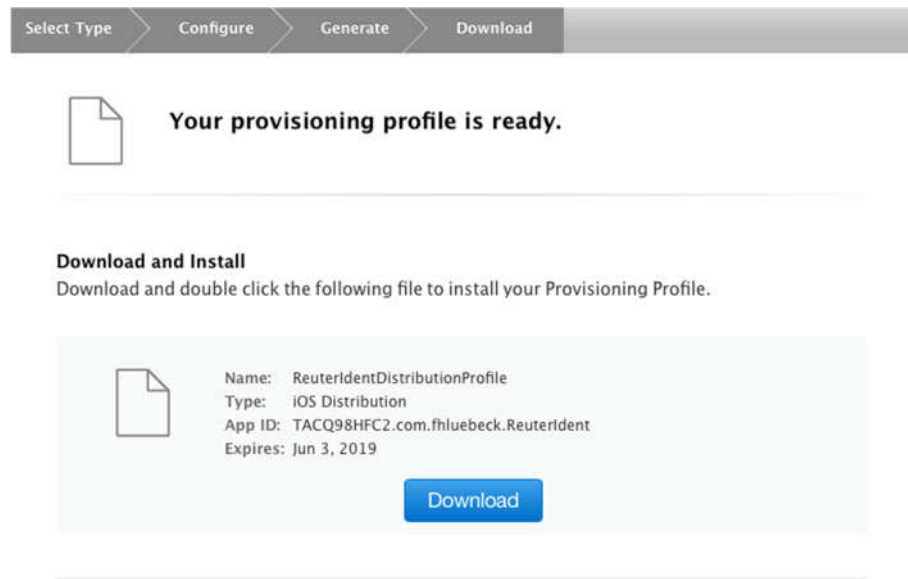 Select Type Configure Generate Download
Your provisioning profile is ready.
Download and Install
Download and double click the following file to install your Provisioning Profile.
Name: ReuterIdentDistributionProfile
Type: iOS Distribution
App ID: TACQ98HFC2.com.fhluebeck.ReuterIdent
Expires: Jun 3, 2019
Download